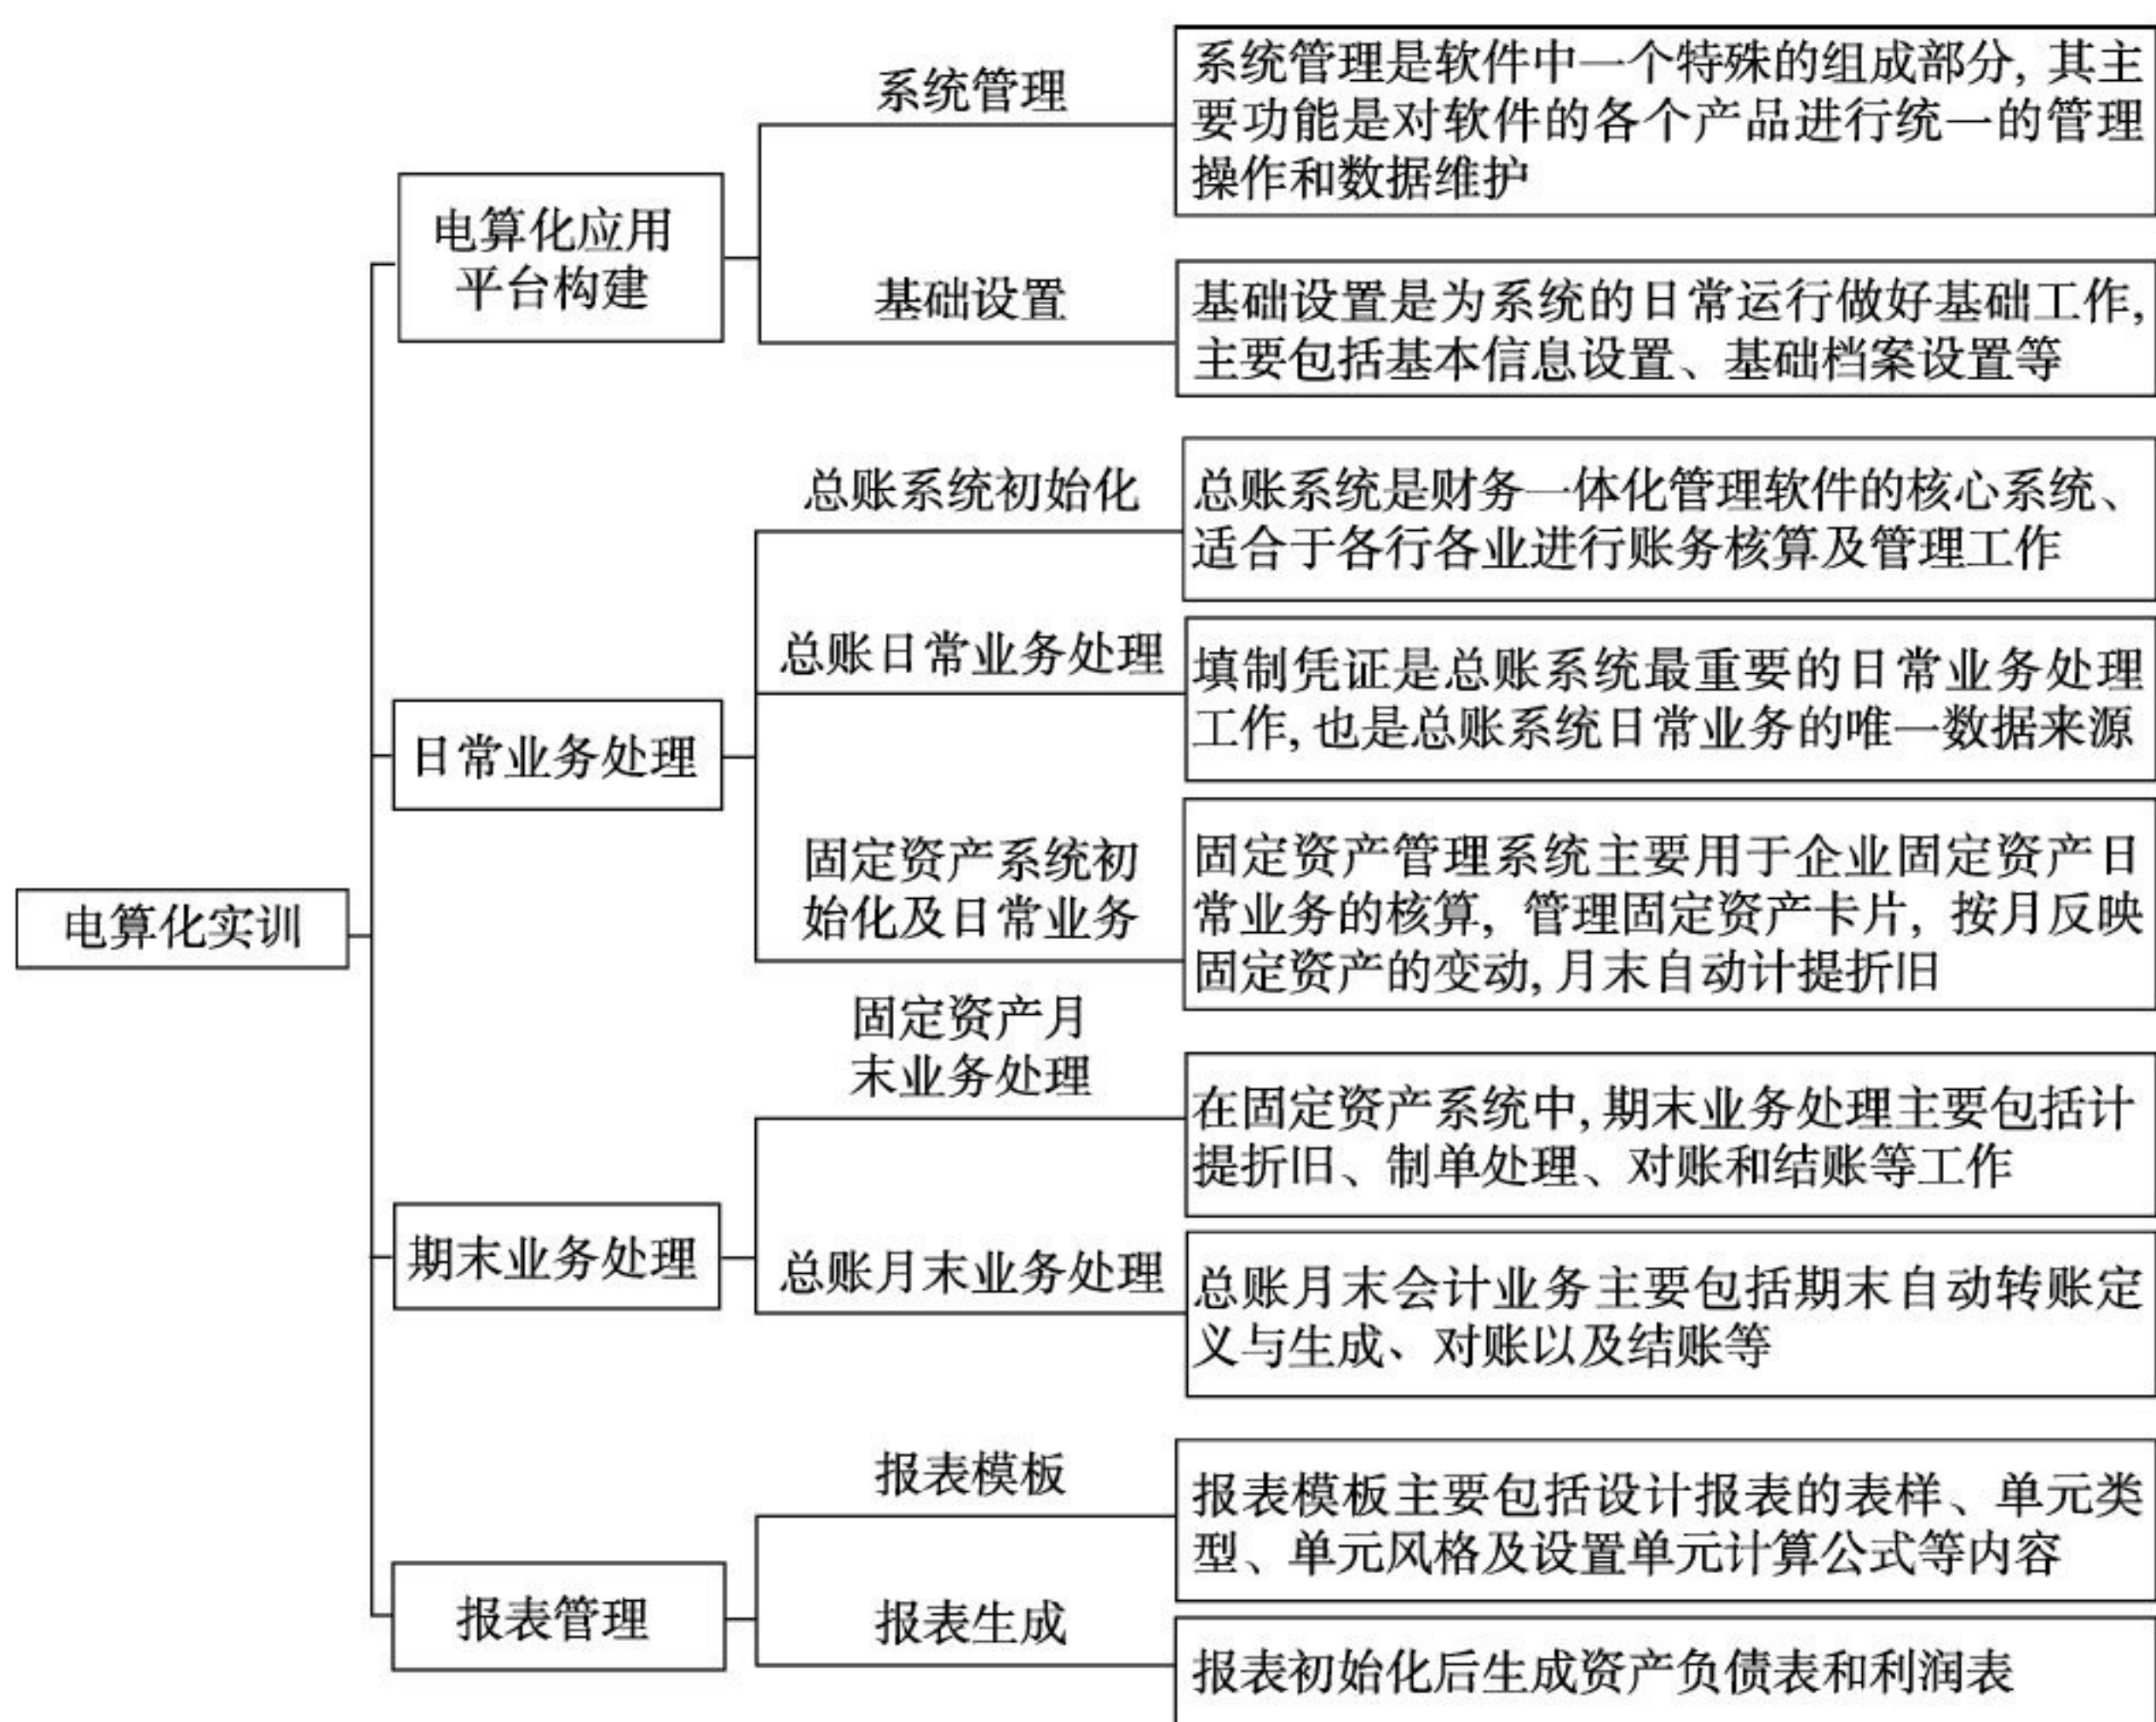 电算化实训
电算化应用
平台构建
系统管理
系统管理是软件中一个特殊的组成部分, 其主
要功能是对软件的各个产品进行统一的管理
操作和数据维护
基础设置
基础设置是为系统的日常运行做好基础工作,
主要包括基本信息设置、基础档案设置等
日常业务处理
总账系统初始化
总账系统是财务一体化管理软件的核心系统、
适合于各行各业进行账务核算及管理工作
总账日常业务处理
填制凭证是总账系统最重要的日常业务处理
工作, 也是总账系统日常业务的唯一数据来源
固定资产系统初
始化及日常业务
固定资产管理系统主要用于企业固定资产日
常业务的核算, 管理固定资产卡片, 按月反映
固定资产的变动, 月末自动计提折旧
期末业务处理
固定资产月
末业务处理
在固定资产系统中, 期末业务处理主要包括计
提折旧、制单处理、对账和结账等工作
总账月末业务处理
总账月末会计业务主要包括期末自动转账定
义与生成、对账以及结账等
报表管理
报表模板
报表模板主要包括设计报表的表样、单元类
型、单元风格及设置单元计算公式等内容
报表生成
报表初始化后生成资产负债表和利润表